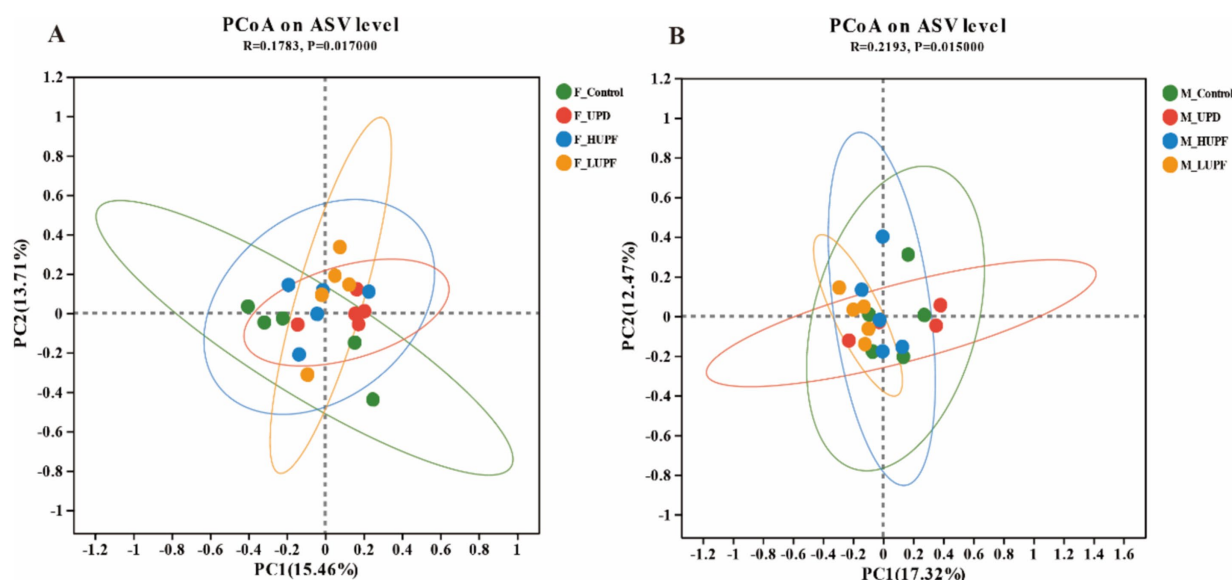 A
PCoA on ASV level
R=0.1783, P=0.017000
1.2
1
0.8
0.6
0.4
0.2
0
-0.2
-0.4
-0.6
-0.8
-1
PC2(13.71%)
-1.2 -1 -0.8 -0.6 -0.4 -0.2 0 0.2 0.4 0.6 0.8 1
PC1(15.46%)
F_Control
F_UPD
F_HUPF
F_LUPF
B
PCoA on ASV level
R=0.2193, P=0.015000
1.2
1
0.8
0.6
0.4
0.2
0
-0.2
-0.4
-0.6
-0.8
-1
PC2(12.47%)
-1.2 -1 -0.8 -0.6 -0.4 -0.2 0 0.2 0.4 0.6 0.8 1 1.2 1.4 1.6
PC1(17.32%)
M_Control
M_UPD
M_HUPF
M_LUPF